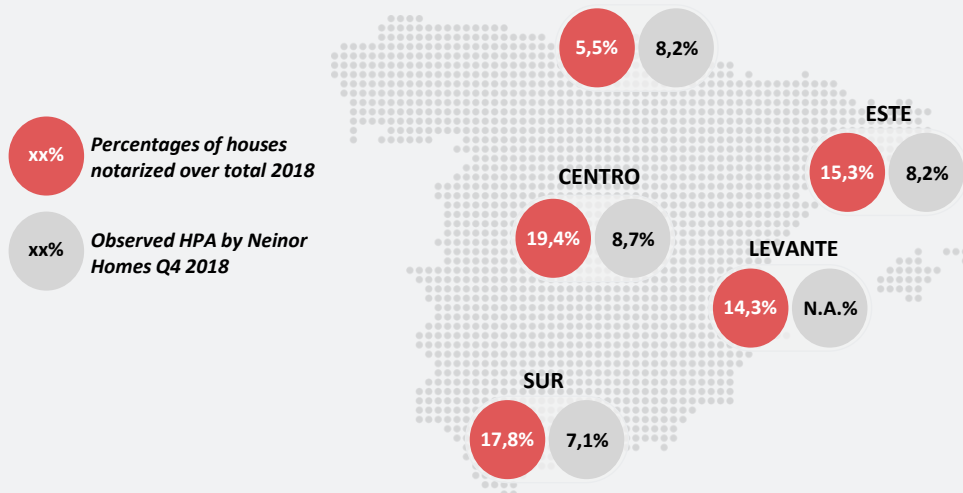 5,5% 8,2%
ESTE
xx%
Percentages of houses
notarized over total 2018
15,3% 8,2%
CENTRO
xx%
Observed HPA by Neinor
Homes Q4 2018
19,4% 8,7%
LEVANTE
14,3% N.A.%
SUR
17,8% 7,1%